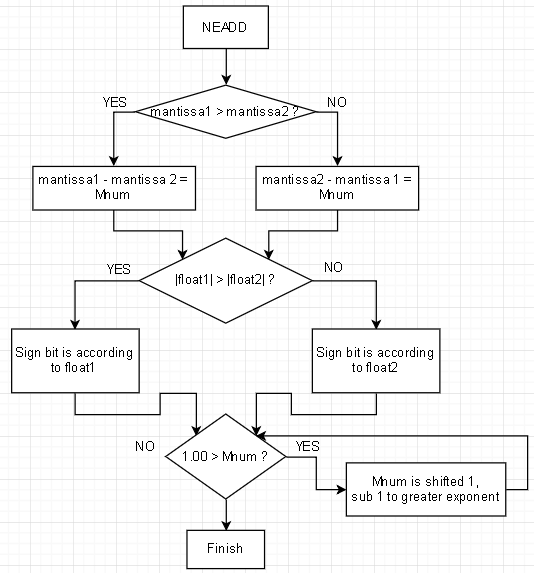 NEADD
YES
NO
mantissa1 > mantissa2 ?
mantissa1 - mantissa 2 =
Mnum
mantissa2 - mantissa 1 =
Mnum
YES
NO
|float1| > |float2| ?
Sign bit is according
to float1
Sign bit is according
to float2
NO
YES
1.00 > Mnum ?
Mnum is shifted 1,
sub 1 to greater exponent
Finish